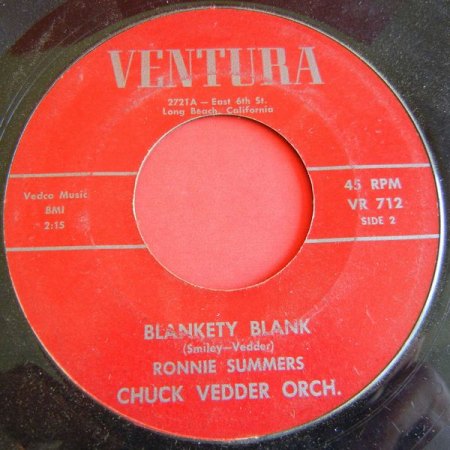 VENTURA
272TA — East 6th St.
Long Beach, California
Vedco Music
BMI
2:15
45 RPM
VR 712
SIDE 2
BLANKETY BLANK
(Smiley—Vedder)
RONNIE SUMMERS
CHUCK VEDDER ORCH.